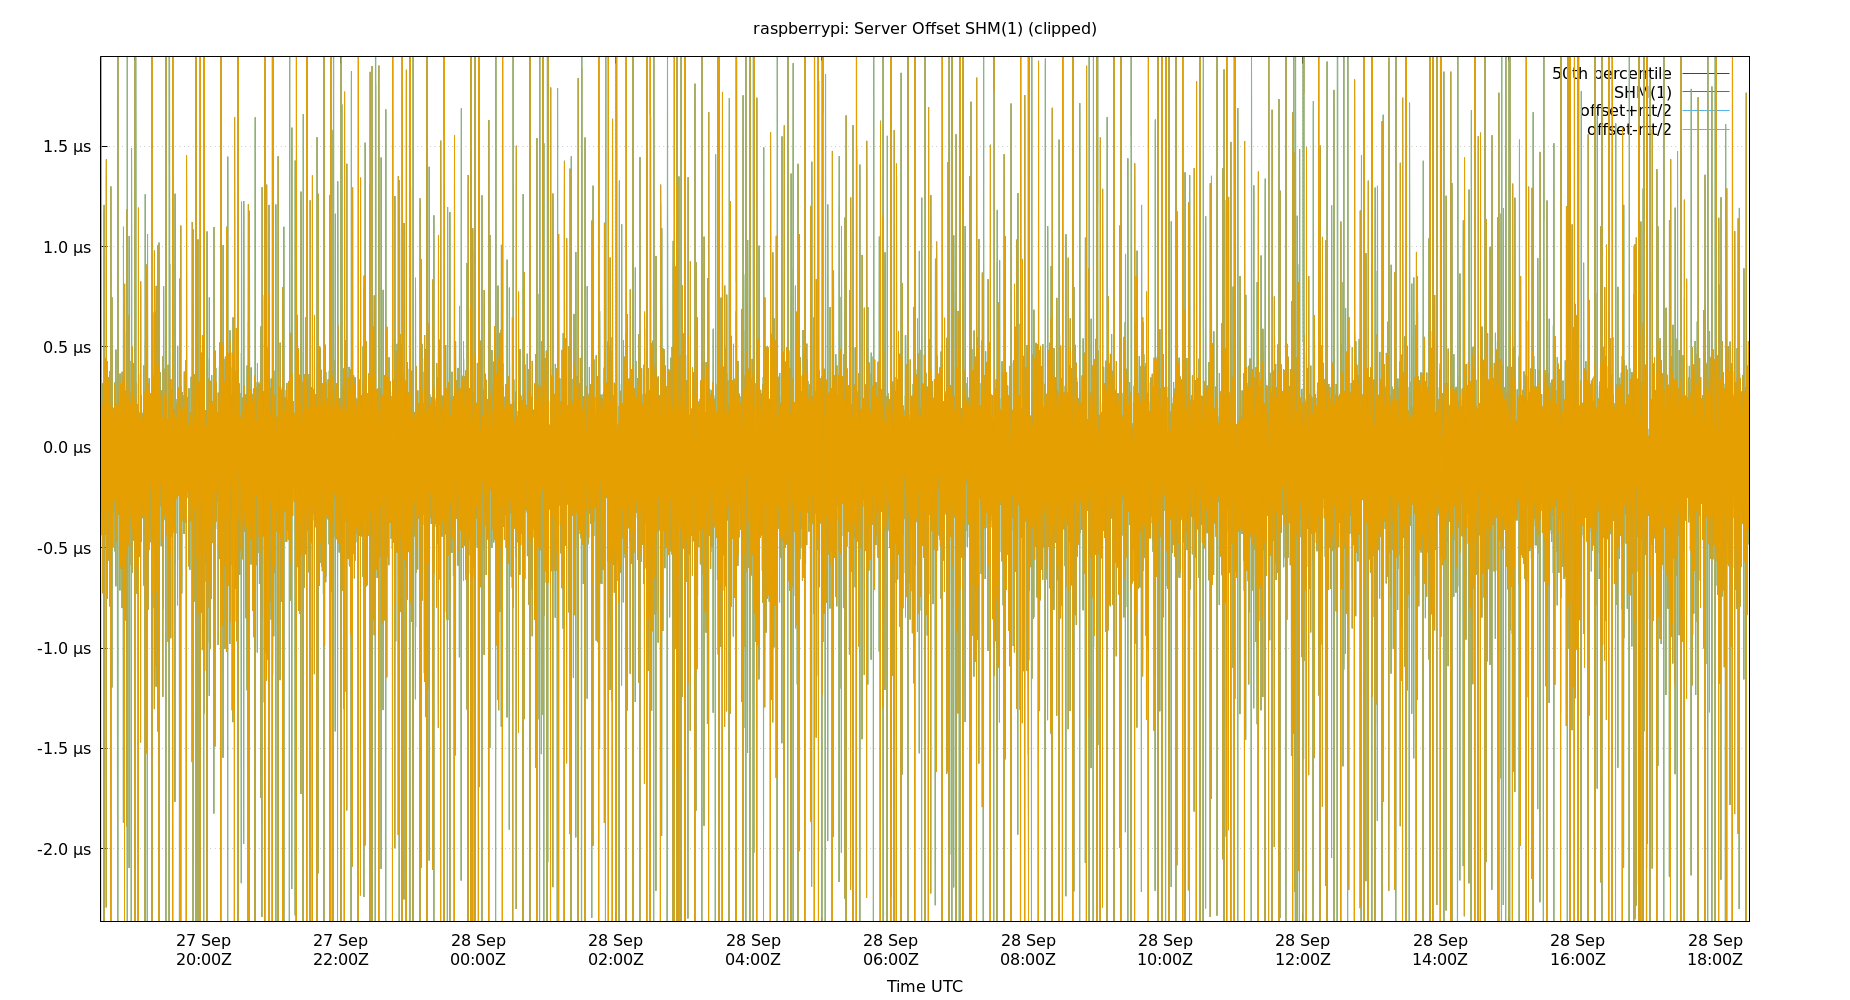 raspberrypi: Server Offset SHM(1) (clipped)
50th percentile
SHM(1)
offset+rtt/2
offset-rtt/2
1.5 µs
1.0 µs
0.5 µs
0.0 µs
-0.5 µs
-1.0 µs
-1.5 µs
-2.0 µs
27 Sep 27 Sep 28 Sep 28 Sep 28 Sep 28 Sep 28 Sep 28 Sep 28 Sep 28 Sep 28 Sep 28 Sep
20:00Z 22:00Z 00:00Z 02:00Z 04:00Z 06:00Z 08:00Z 10:00Z 12:00Z 14:00Z 16:00Z 18:00Z
Time UTC